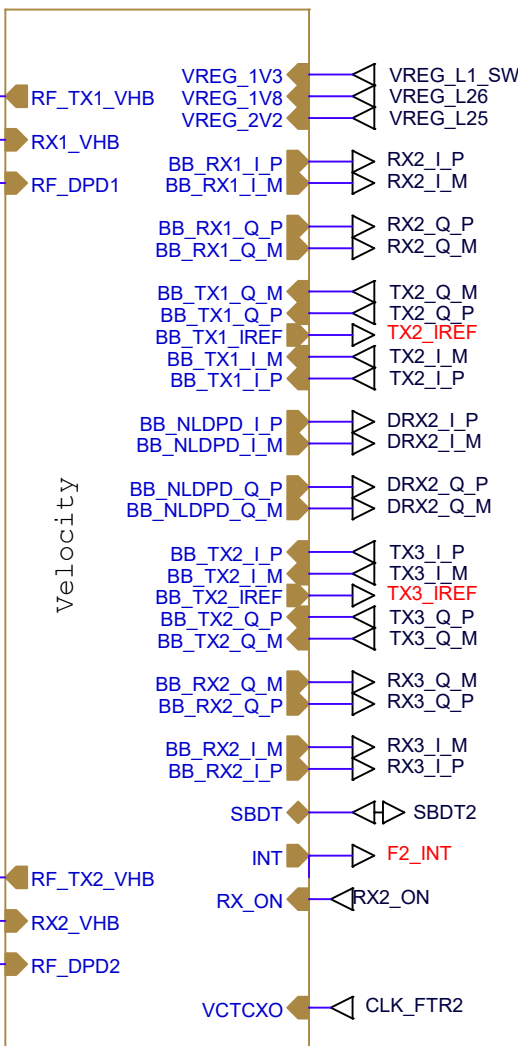 VREG_1V3 VREG_L1_SW
RF_TX1_VHB VREG_1V8 VREG_L26
VREG_2V2 VREG_L25
RX1_VHB
BB_RX1_I_P RX2_I_P
RF_DPD1 BB_RX1_I_M RX2_I_M
BB_RX1_Q_P RX2_Q_P
BB_RX1_Q_M RX2_Q_M
BB_TX1_Q_M TX2_Q_M
BB_TX1_Q_P TX2_Q_P
BB_TX1_IREF TX2_IREF
BB_TX1_I_M TX2_I_M
BB_TX1_I_P TX2_I_P
BB_NLDPD_I_P DRX2_I_P
BB_NLDPD_I_M DRX2_I_M
BB_NLDPD_Q_P DRX2_Q_P
BB_NLDPD_Q_M DRX2_Q_M
Velocity
BB_TX2_I_P TX3_I_P
BB_TX2_I_M TX3_I_M
BB_TX2_IREF TX3_IREF
BB_TX2_Q_P TX3_Q_P
BB_TX2_Q_M TX3_Q_M
BB_RX2_Q_M RX3_Q_M
BB_RX2_Q_P RX3_Q_P
BB_RX2_I_M RX3_I_M
BB_RX2_I_P RX3_I_P
SBDT SBDT2
INT F2_INT
RF_TX2_VHB
RX_ON RX2_ON
RX2_VHB
RF_DPD2
VCTCXO CLK_FTR2